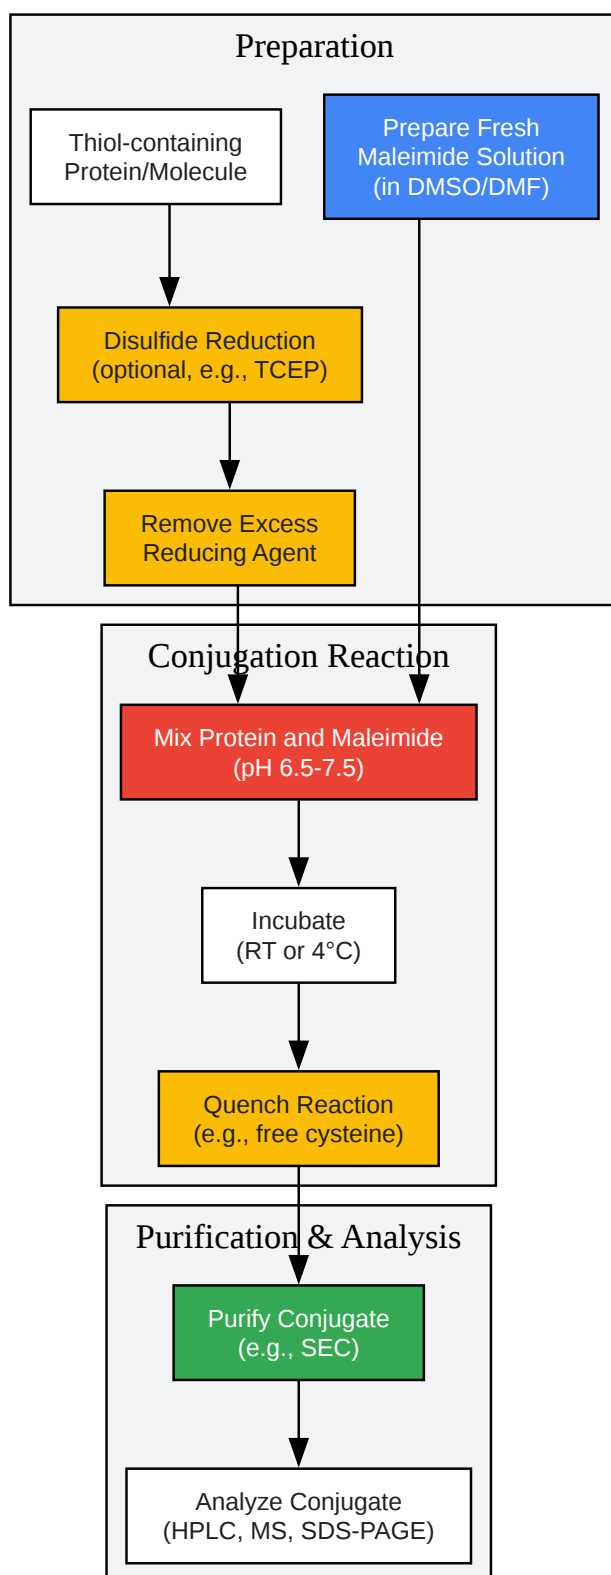 Preparation
Thiol-containing
Protein/Molecule
Prepare Fresh
Maleimide Solution
(in DMSO/DMF)
Disulfide Reduction
(optional, e.g., TCEP)
Remove Excess
Reducing Agent
Conjugation Reaction
Mix Protein and Maleimide
(pH 6.5-7.5)
Incubate
(RT or 4°C)
Quench Reaction
(e.g., free cysteine)
Purification & Analysis
Purify Conjugate
(e.g., SEC)
Analyze Conjugate
(HPLC, MS, SDS-PAGE)